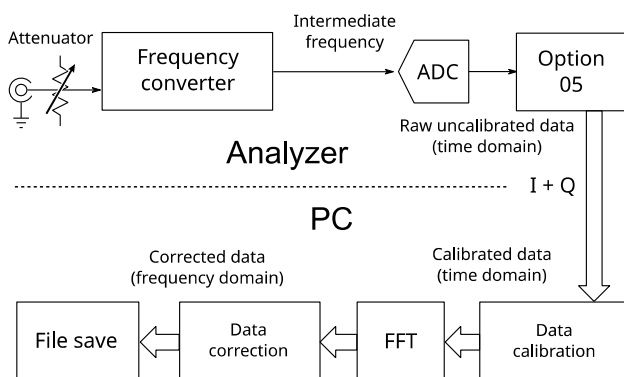 Attenuator
Frequency
converter
Intermediate
frequency
ADC
Option
05
Raw uncalibrated data
(time domain)
Analyzer
I + Q
PC
Corrected data
(frequency domain)
Calibrated data
(time domain)
File save
Data
correction
FFT
Data
calibration